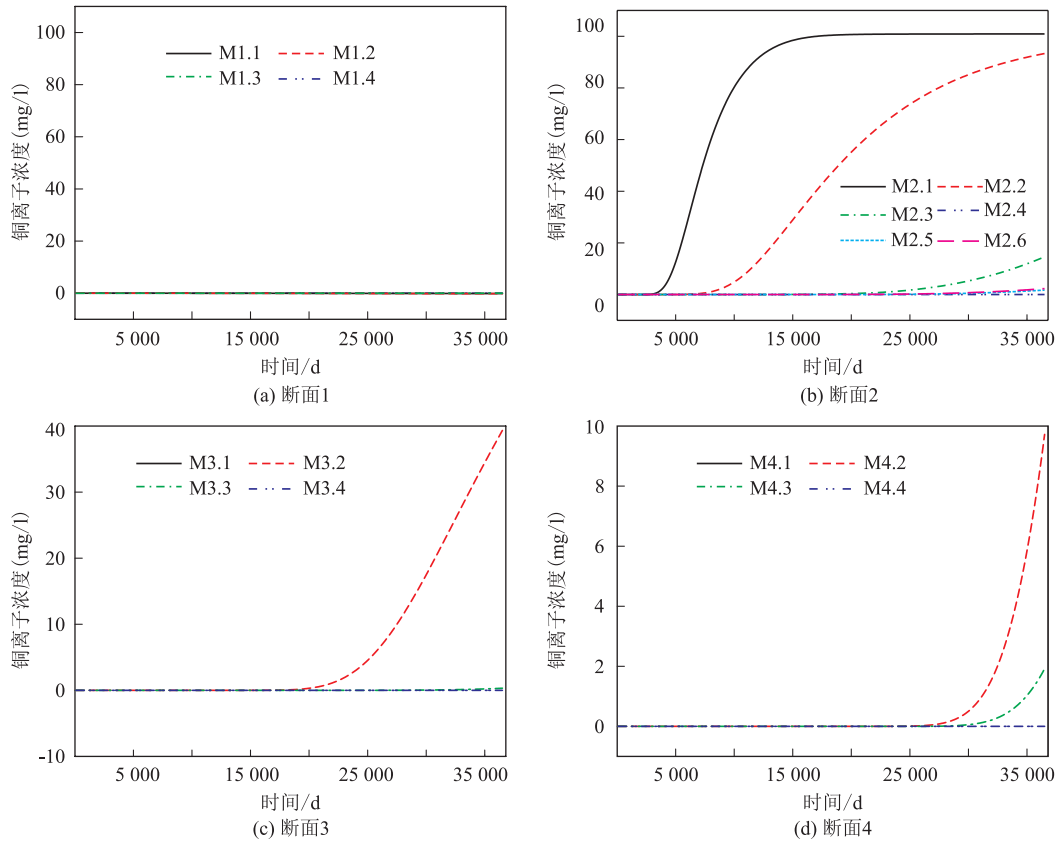 铜离子浓度(mg/l)
100
80
60
40
20
0
M1.1
M1.2
M1.3
M1.4
5 000
15 000
25 000
35 000
时间/d
(a) 断面1
铜离子浓度(mg/l)
100
80
60
40
20
0
M2.1
M2.2
M2.3
M2.4
M2.5
M2.6
5 000
15 000
25 000
35 000
时间/d
(b) 断面2
铜离子浓度(mg/l)
40
30
20
10
0
-10
M3.1
M3.2
M3.3
M3.4
5 000
15 000
25 000
35 000
时间/d
(c) 断面3
铜离子浓度(mg/l)
10
8
6
4
2
0
M4.1
M4.2
M4.3
M4.4
5 000
15 000
25 000
35 000
时间/d
(d) 断面4